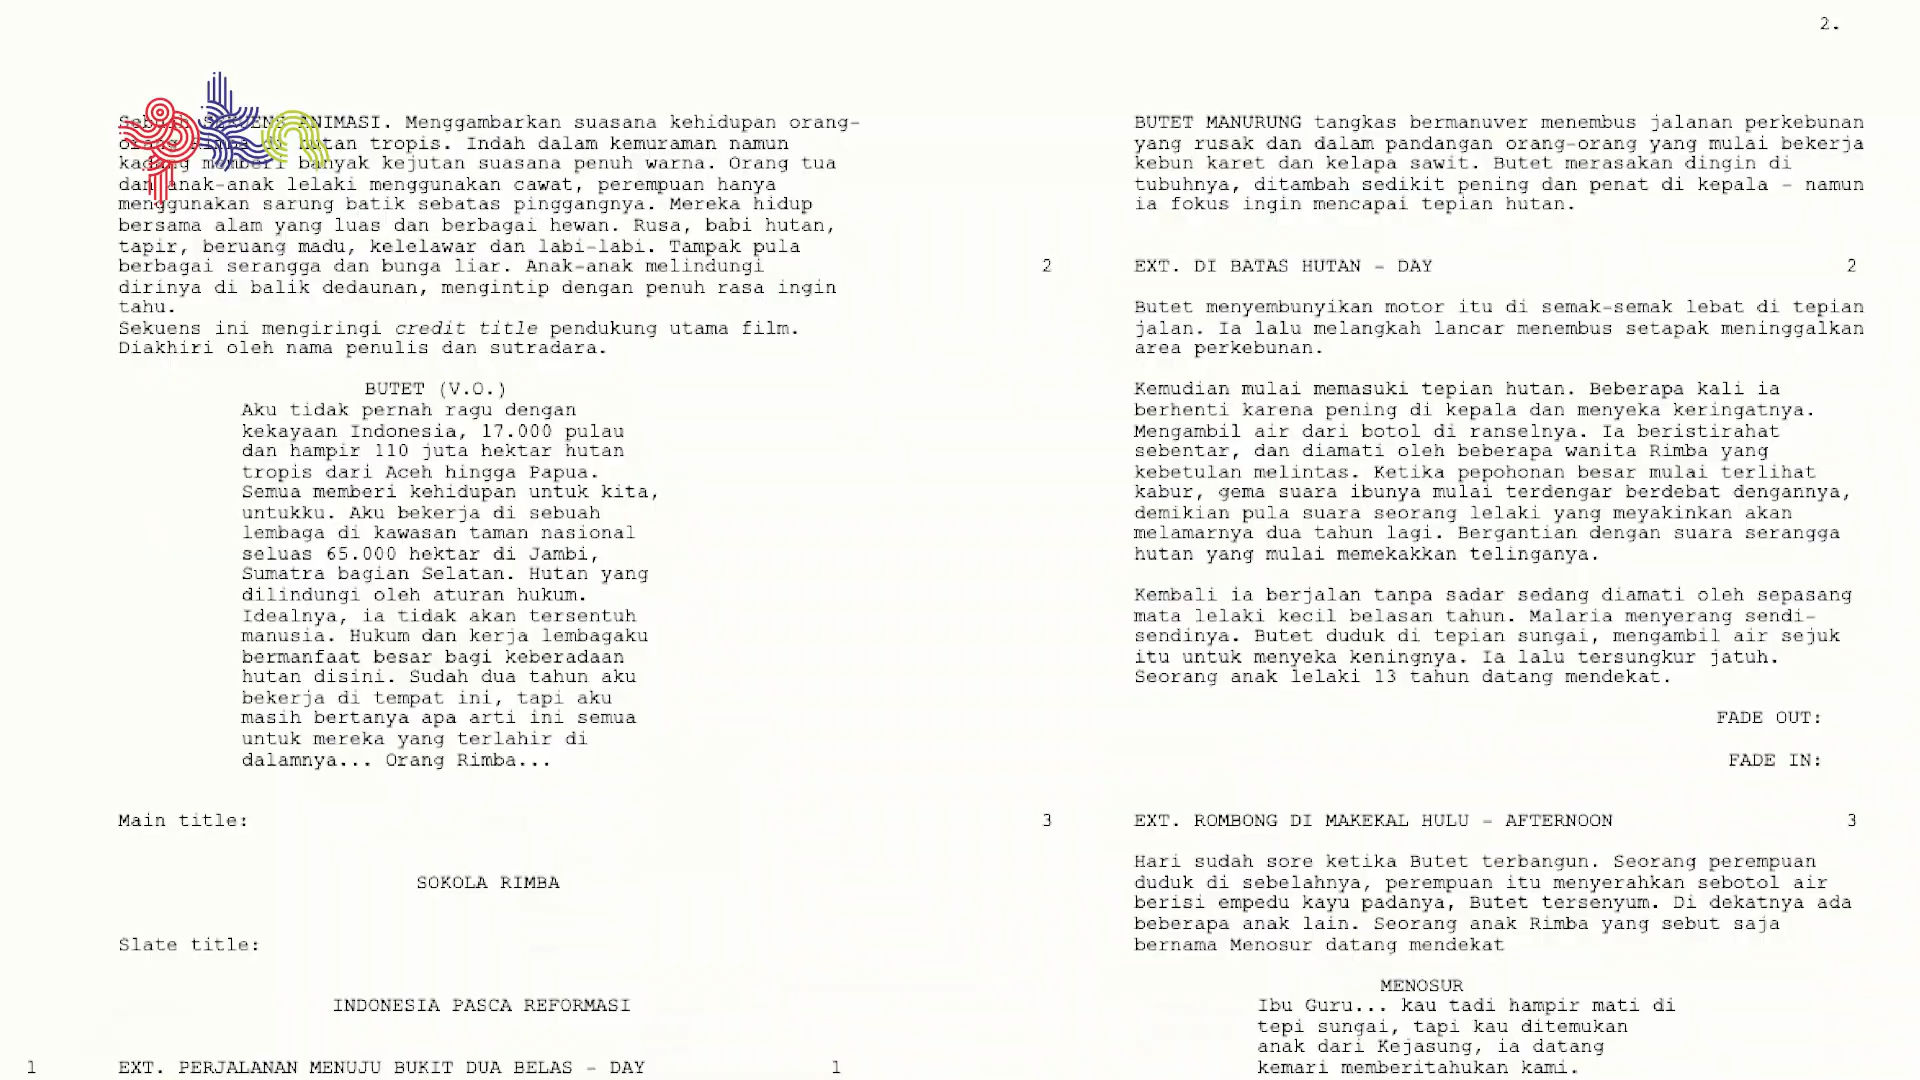 2.
Sebuah SEKUENS ANIMASI. Menggambarkan suasana kehidupan orang-
orang Rimba di hutan tropis. Indah dalam kemuraman namun
kadang memberi banyak kejutan suasana penuh warna. Orang tua
dan anak-anak lelaki menggunakan cawat, perempuan hanya
menggunakan sarung batik sebatas pinggangnya. Mereka hidup
bersama alam yang luas dan berbagai hewan. Rusa, babi hutan,
tapir, beruang madu, kelelawar dan labi-labi. Tampak pula
berbagai serangga dan bunga liar. Anak-anak melindungi
dirinya di balik dedaunan, mengintip dengan penuh rasa ingin
tahu.
Sekuens ini mengiringi credit title pendukung utama film.
Diakhiri oleh nama penulis dan sutradara.
BUTET (V.O.)
Aku tidak pernah ragu dengan
kekayaan Indonesia, 17.000 pulau
dan hampir 110 juta hektar hutan
tropis dari Aceh hingga Papua.
Semua memberi kehidupan untuk kita,
untukku. Aku bekerja di sebuah
lembaga di kawasan taman nasional
seluas 65.000 hektar di Jambi,
Sumatra bagian Selatan. Hutan yang
dilindungi oleh aturan hukum.
Idealnya, ia tidak akan tersentuh
manusia. Hukum dan kerja lembagaku
bermanfaat besar bagi keberadaan
hutan disini. Sudah dua tahun aku
bekerja di tempat ini, tapi aku
masih bertanya apa arti ini semua
untuk mereka yang terlahir di
dalamnya... Orang Rimba...
Main title:
SOKOLA RIMBA
Slate title:
INDONESIA PASCA REFORMASI
1 EXT. PERJALANAN MENUJU BUKIT DUA BELAS - DAY 1
BUTET MANURUNG tangkas bermanuver menembus jalanan perkebunan
yang rusak dan dalam pandangan orang-orang yang mulai bekerja
kebun karet dan kelapa sawit. Butet merasakan dingin di
tubuhnya, ditambah sedikit pening dan penat di kepala - namun
ia fokus ingin mencapai tepian hutan.
2 EXT. DI BATAS HUTAN - DAY 2
Butet menyembunyikan motor itu di semak-semak lebat di tepian
jalan. Ia lalu melangkah lancar menembus setapak meninggalkan
area perkebunan.
Kemudian mulai memasuki tepian hutan. Beberapa kali ia
berhenti karena pening di kepala dan menyeka keringatnya.
Mengambil air dari botol di ranselnya. Ia beristirahat
sebentar, dan diamati oleh beberapa wanita Rimba yang
kebetulan melintas. Ketika pepohonan besar mulai terlihat
kabur, gema suara ibunya mulai terdengar berdebat dengannya,
demikian pula suara seorang lelaki yang meyakinkan akan
melamarnya dua tahun lagi. Bergantian dengan suara serangga
hutan yang mulai memekakkan telinganya.
Kembali ia berjalan tanpa sadar sedang diamati oleh sepasang
mata lelaki kecil belasan tahun. Malaria menyerang sendi-
sendinya. Butet duduk di tepian sungai, mengambil air sejuk
itu untuk menyeka keningnya. Ia lalu tersungkur jatuh.
Seorang anak lelaki 13 tahun datang mendekat.
FADE OUT:
FADE IN:
3 EXT. ROMBONG DI MAKEKAL HULU - AFTERNOON 3
Hari sudah sore ketika Butet terbangun. Seorang perempuan
duduk di sebelahnya, perempuan itu menyerahkan sebotol air
berisi empedu kayu padanya, Butet tersenyum. Di dekatnya ada
beberapa anak lain. Seorang anak Rimba yang sebut saja
bernama Menosur datang mendekat
MENOSUR
Ibu Guru... kau tadi hampir mati di
tepi sungai, tapi kau ditemukan
anak dari Kejasung, ia datang
kemari memberitahukan kami.